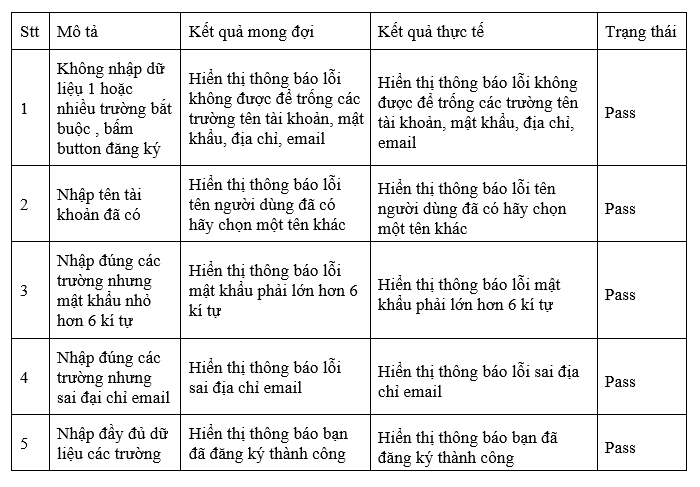 Stt Mô tả Kết quả mong đợi Kết quả thực tế Trạng thái
1
Không nhập dữ
liệu 1 hoặc
nhiều trường bắt
buộc , bấm
button đăng ký
Hiển thị thông báo lỗi
không được để trống các
trường tên tài khoản, mật
khẩu, địa chỉ, email
Hiển thị thông báo lỗi không
được để trống các trường tên
tài khoản, mật khẩu, địa chỉ,
email
Pass
2
Nhập tên tài
khoản đã có
Hiển thị thông báo lỗi
tên người dùng đã có
hãy chọn một tên khác
Hiển thị thông báo lỗi tên
người dùng đã có hãy chọn
một tên khác
Pass
3
Nhập đúng các
trường nhưng
mật khẩu nhỏ
hơn 6 kí tự
Hiển thị thông báo lỗi
mật khẩu phải lớn hơn 6
kí tự
Hiển thị thông báo lỗi mật
khẩu phải lớn hơn 6 kí tự
Pass
4
Nhập đúng các
trường nhưng
sai đại chỉ email
Hiển thị thông báo lỗi
sai địa chỉ email
Hiển thị thông báo lỗi sai địa
chỉ email
Pass
5
Nhập đầy đủ dữ
liệu các trường
Hiển thị thông báo bạn
đã đăng ký thành công
Hiển thị thông báo bạn đã
đăng ký thành công
Pass